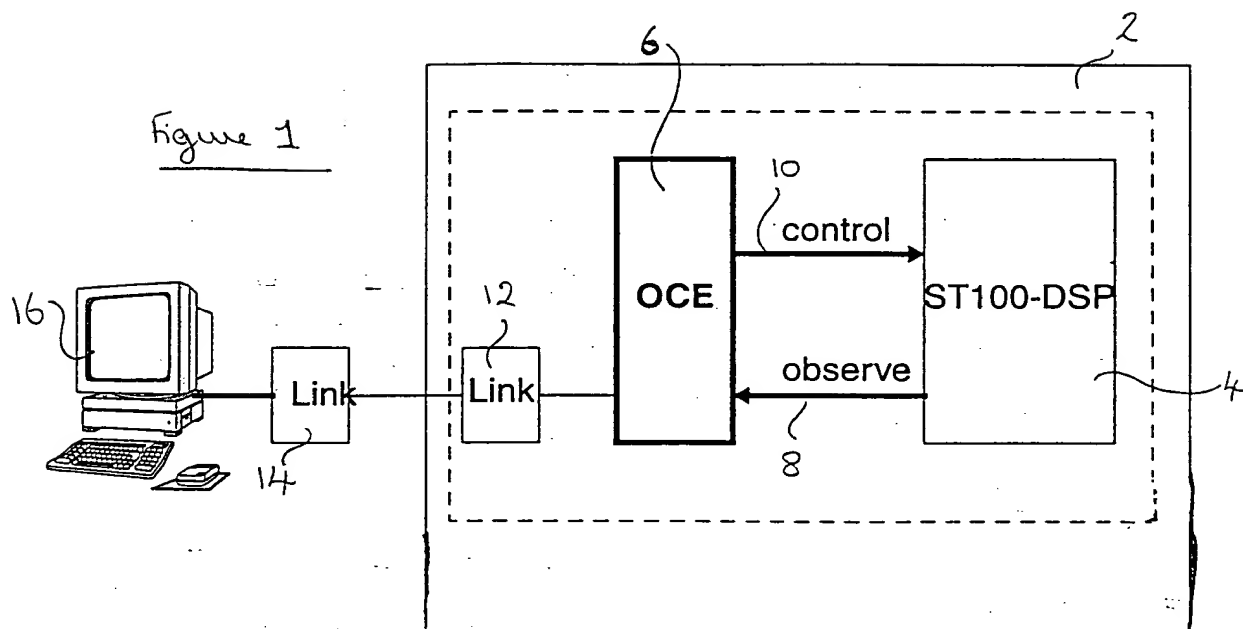 6
2
Figure 1
10
control
OCE
ST100-DSP
16
12
Link
Link
observe
4
14
8